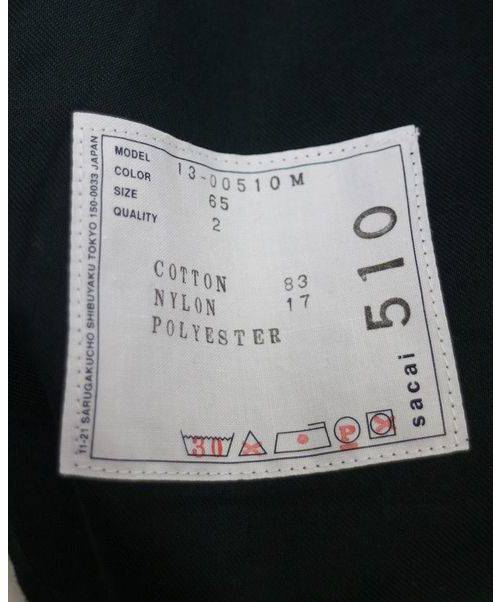 MODEL 13-00510M
COLOR 65
SIZE 2
QUALITY
COTTON 83
NYLON 17
POLYESTER
510
sacai
11-21 SARUGAKUCHO SHIBUYAKU TOKYO 150-0033 JAPAN
30
P